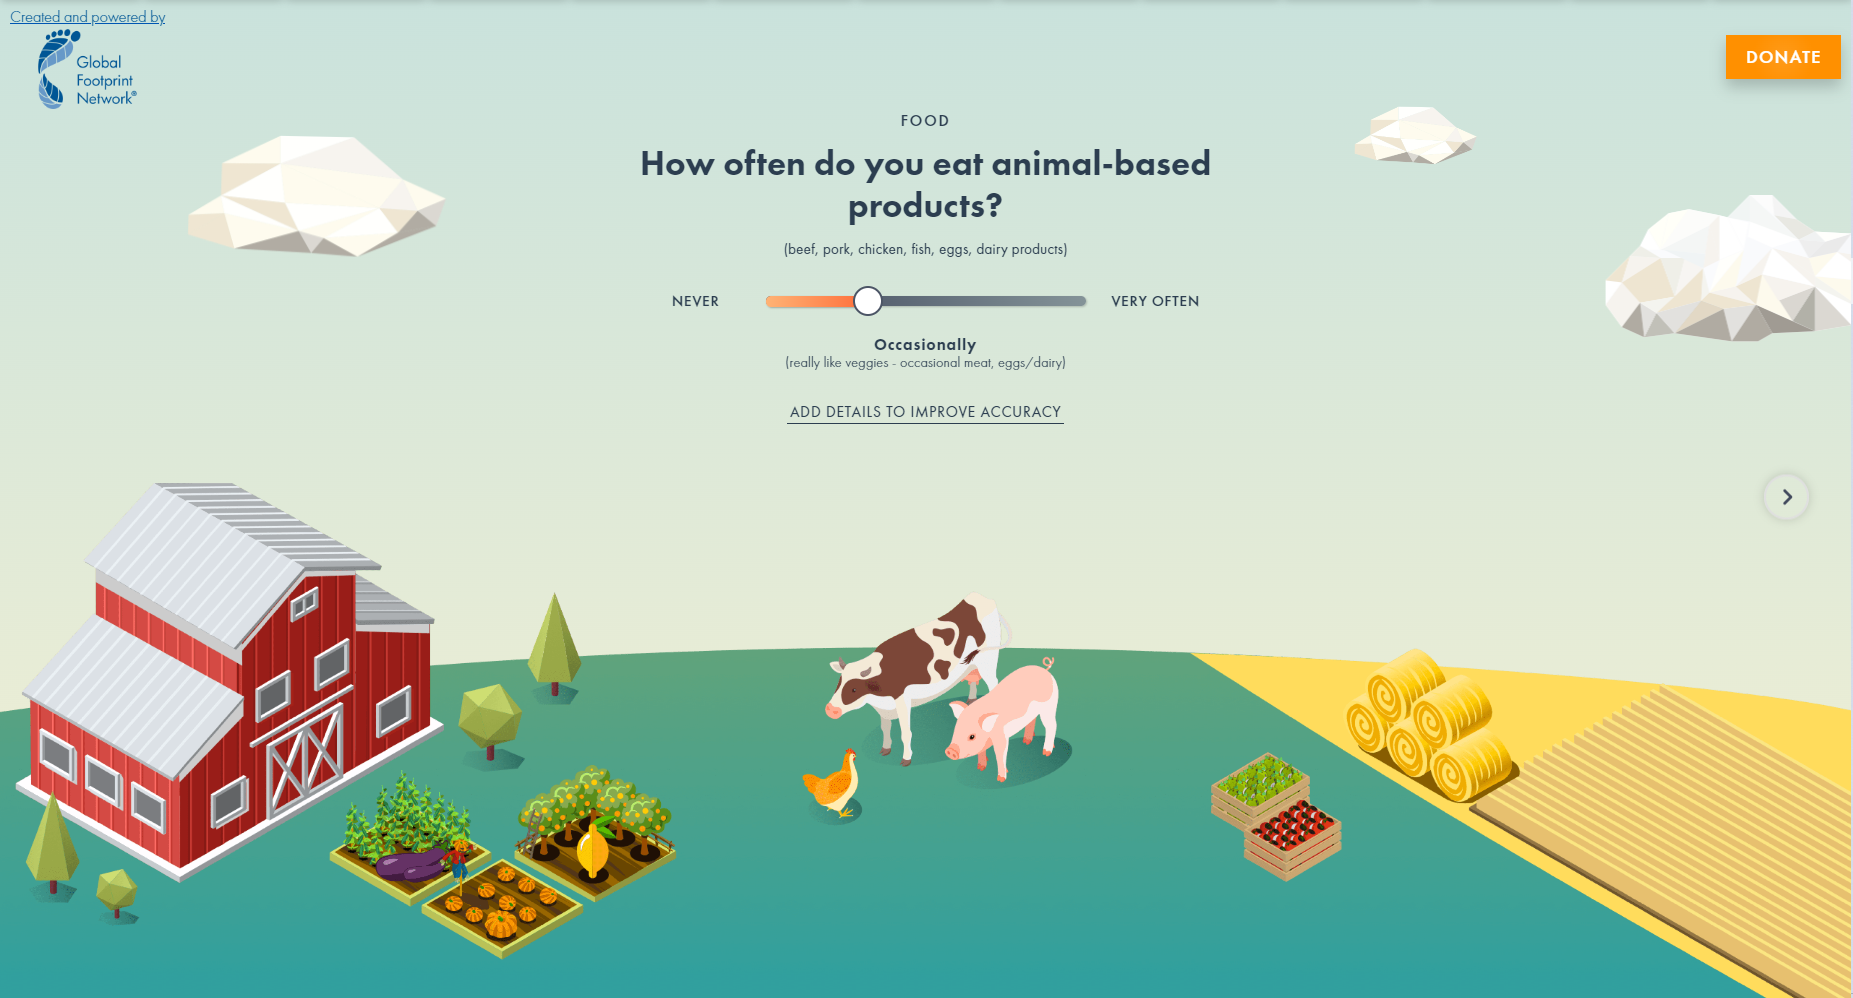 Created and powered by
Global
Footprint
Network®
DONATE
FOOD
How often do you eat animal-based
products?
(beef, pork, chicken, fish, eggs, dairy products)
NEVER
VERY OFTEN
Occasionally
(really like veggies - occasional meat, eggs/dairy)
ADD DETAILS TO IMPROVE ACCURACY